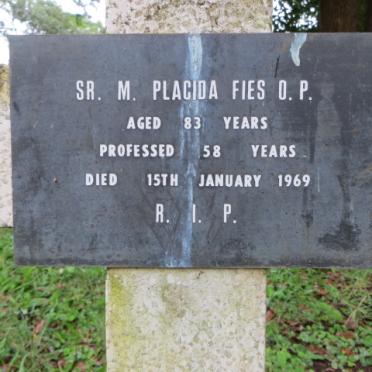 SR. M. PLACIDA FIES O.P.
AGED 83 YEARS
PROFESSED 58 YEARS
DIED 15TH JANUARY 1969
R. I. P.